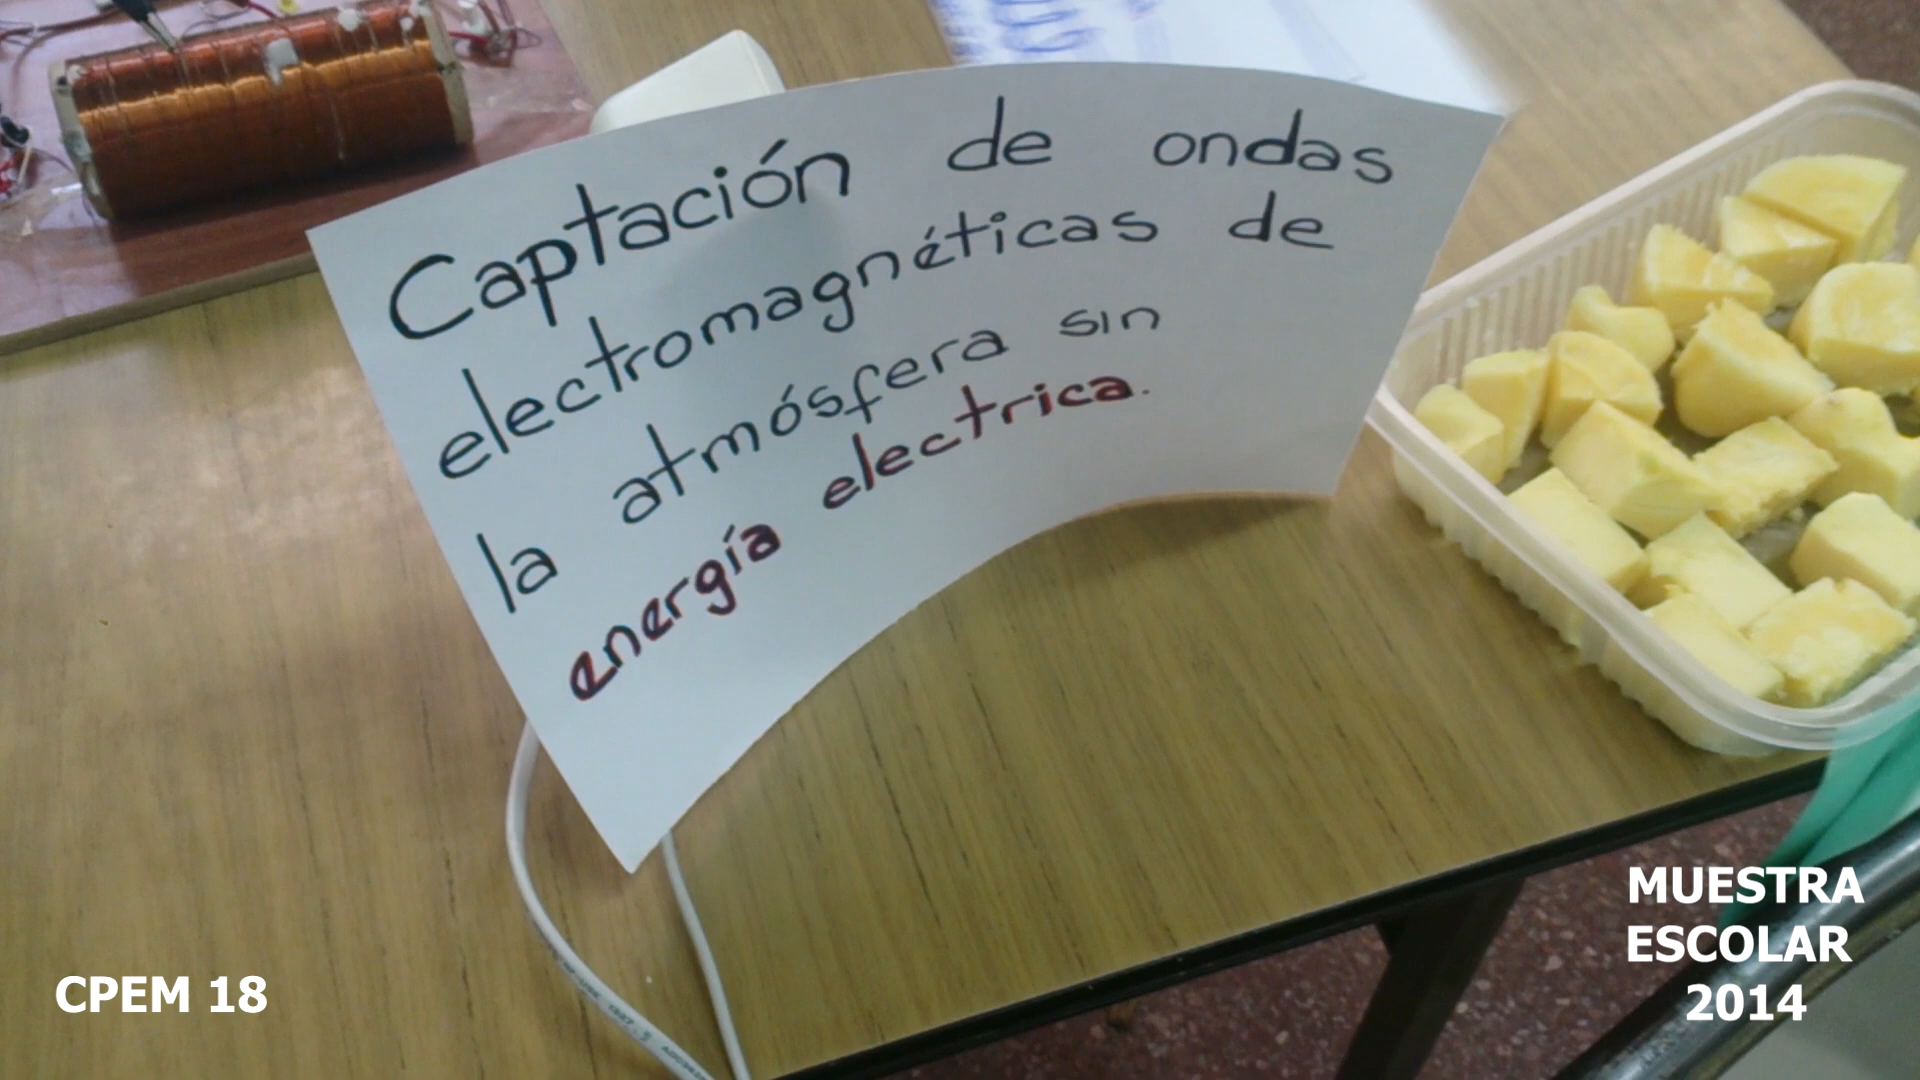 Captación de ondas
electromagnéticas de
la atmósfera sin
energía electrica.
CPEM 18
MUESTRA
ESCOLAR
2014